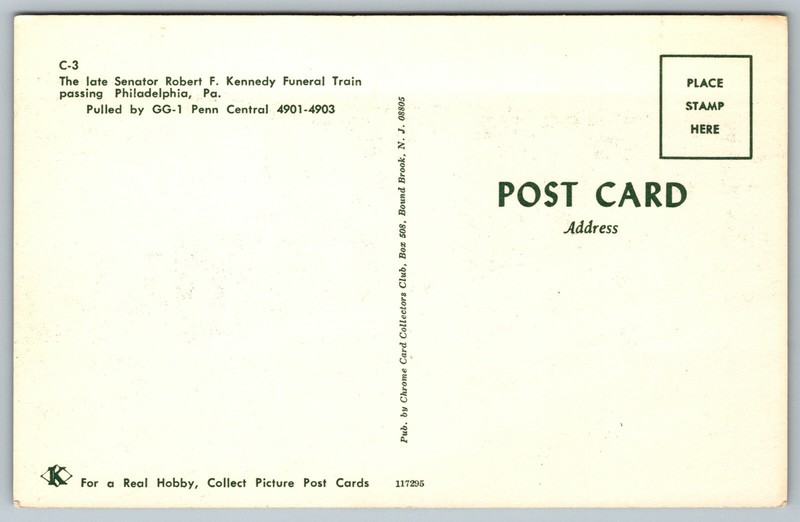 C-3
The late Senator Robert F. Kennedy Funeral Train
passing Philadelphia, Pa.
Pulled by GG-1 Penn Central 4901-4903
Pub. by Chrome Card Collectors Club, Box 508, Bound Brook, N. J. 08805
PLACE
STAMP
HERE
POST CARD
Address
K For a Real Hobby, Collect Picture Post Cards 117295